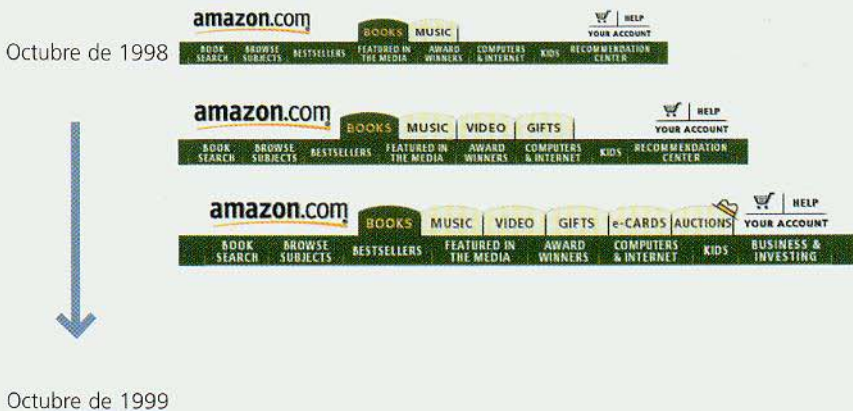 amazon.com
BOOKS MUSIC
HELP
YOUR ACCOUNT
Octubre de 1998
BOOK SEARCH BROWSE SUBJECTS BESTSELLERS FEATURED IN THE MEDIA AWARD WINNERS COMPUTERS & INTERNET KIDS RECOMMENDATION CENTER
amazon.com
BOOKS MUSIC VIDEO GIFTS
HELP
YOUR ACCOUNT
BOOK SEARCH BROWSE SUBJECTS BESTSELLERS FEATURED IN THE MEDIA AWARD WINNERS COMPUTERS & INTERNET KIDS RECOMMENDATION CENTER
amazon.com
BOOKS MUSIC VIDEO GIFTS e-CARDS AUCTIONS
HELP
YOUR ACCOUNT
BOOK SEARCH BROWSE SUBJECTS BESTSELLERS FEATURED IN THE MEDIA AWARD WINNERS COMPUTERS & INTERNET KIDS BUSINESS & INVESTING
Octubre de 1999